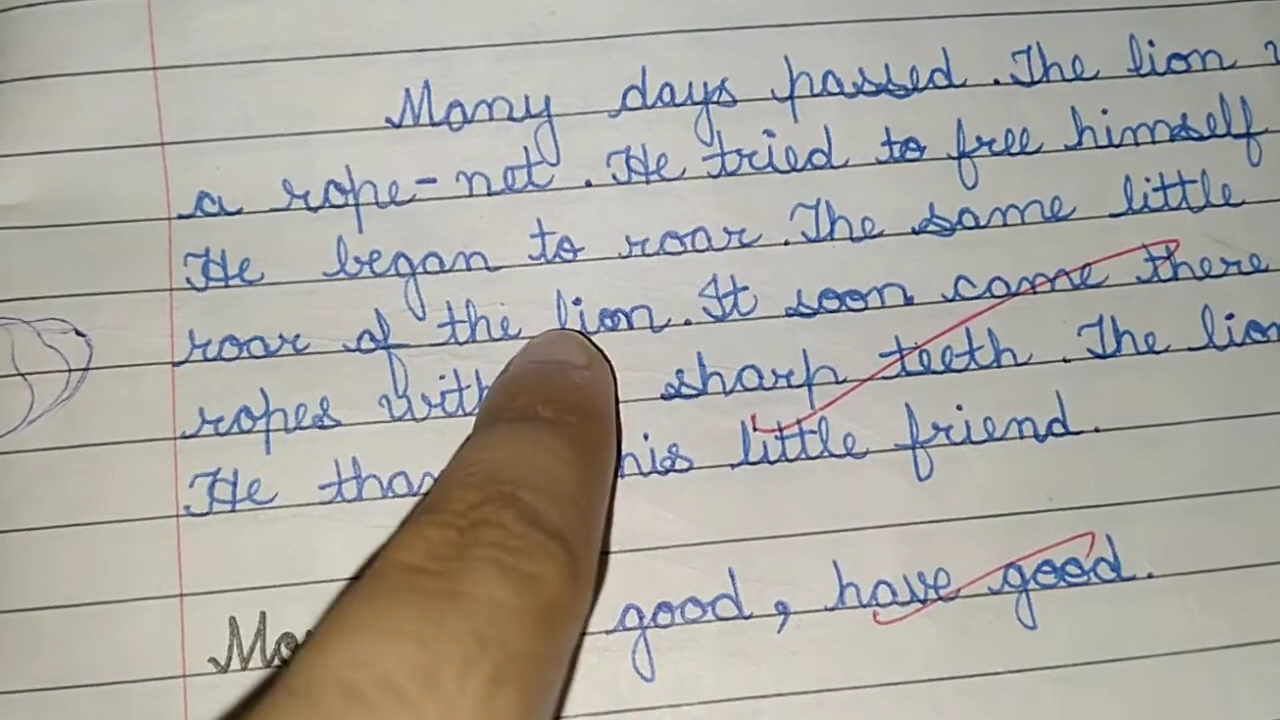 Many days passed. The lion
a rope-net. He tried to free himself
He began to roar. The same little
roar of the lion. It soon came there
ropes with sharp teeth. The lion
He his little friend.
good, have good.